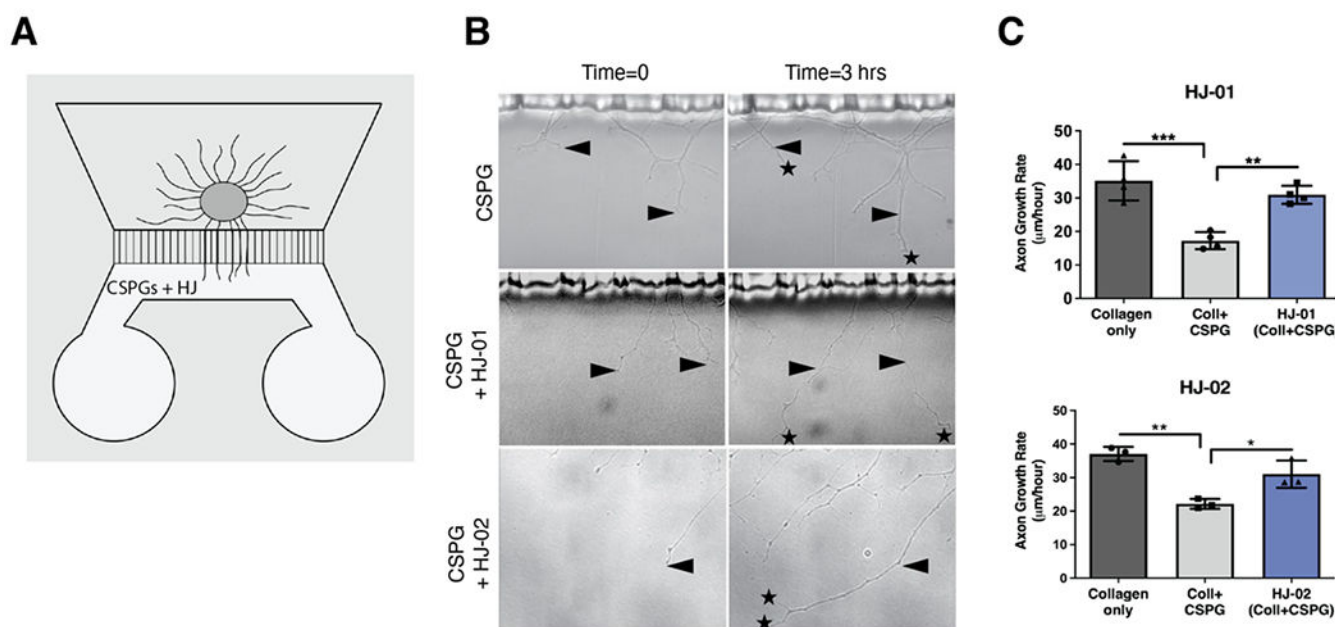 A
CSPGs + HJ
B
Time=0
Time=3 hrs
CSPG
CSPG
+ HJ-01
CSPG
+ HJ-02
C
HJ-01
Axon Growth Rate
(μm/hour)
50
40
30
20
10
0
***
**
Collagen
only
Coll+
CSPG
HJ-01
(Coll+CSPG)
HJ-02
Axon Growth Rate
(μm/hour)
50
40
30
20
10
0
**
*
Collagen
only
Coll+
CSPG
HJ-02
(Coll+CSPG)